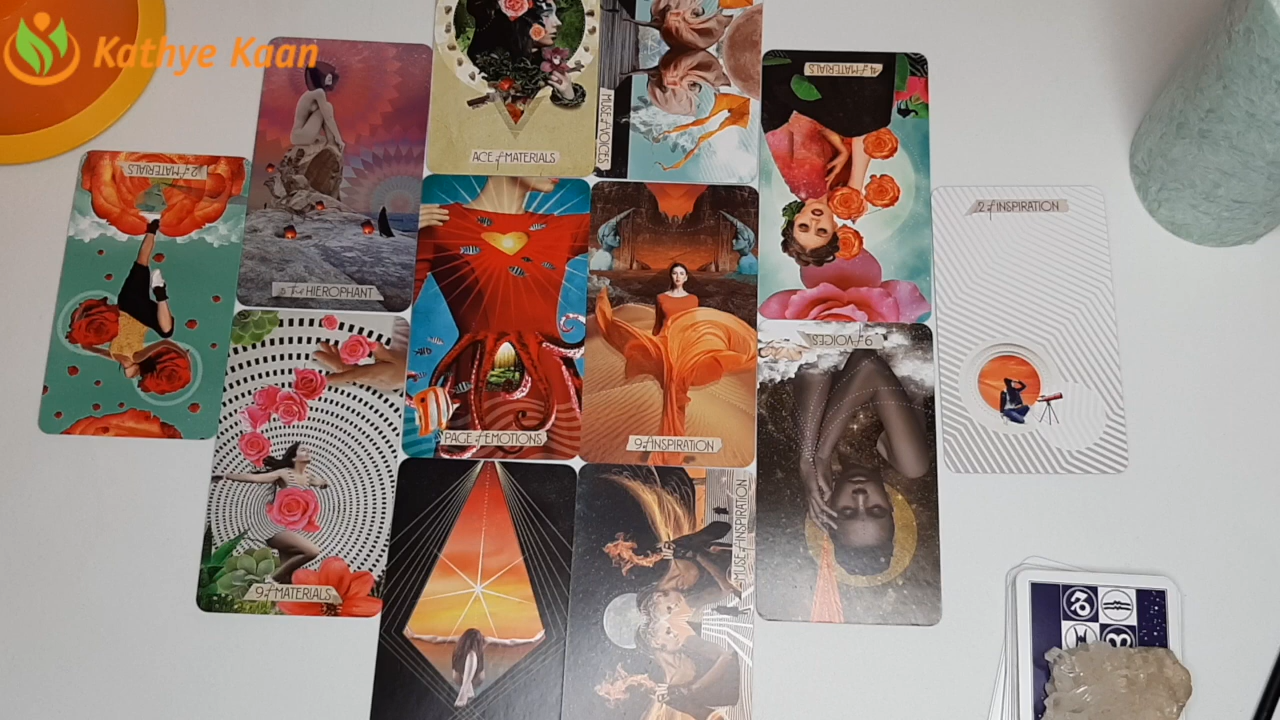 Kathye Kaan
2 of MATERIALS
5 The HIEROPHANT
ACE of MATERIALS
MUSE of VOICES
4 of MATERIALS
2 of INSPIRATION
9 of MATERIALS
PAGE of EMOTIONS
9 of INSPIRATION
9 of VOICES
MUSE of INSPIRATION